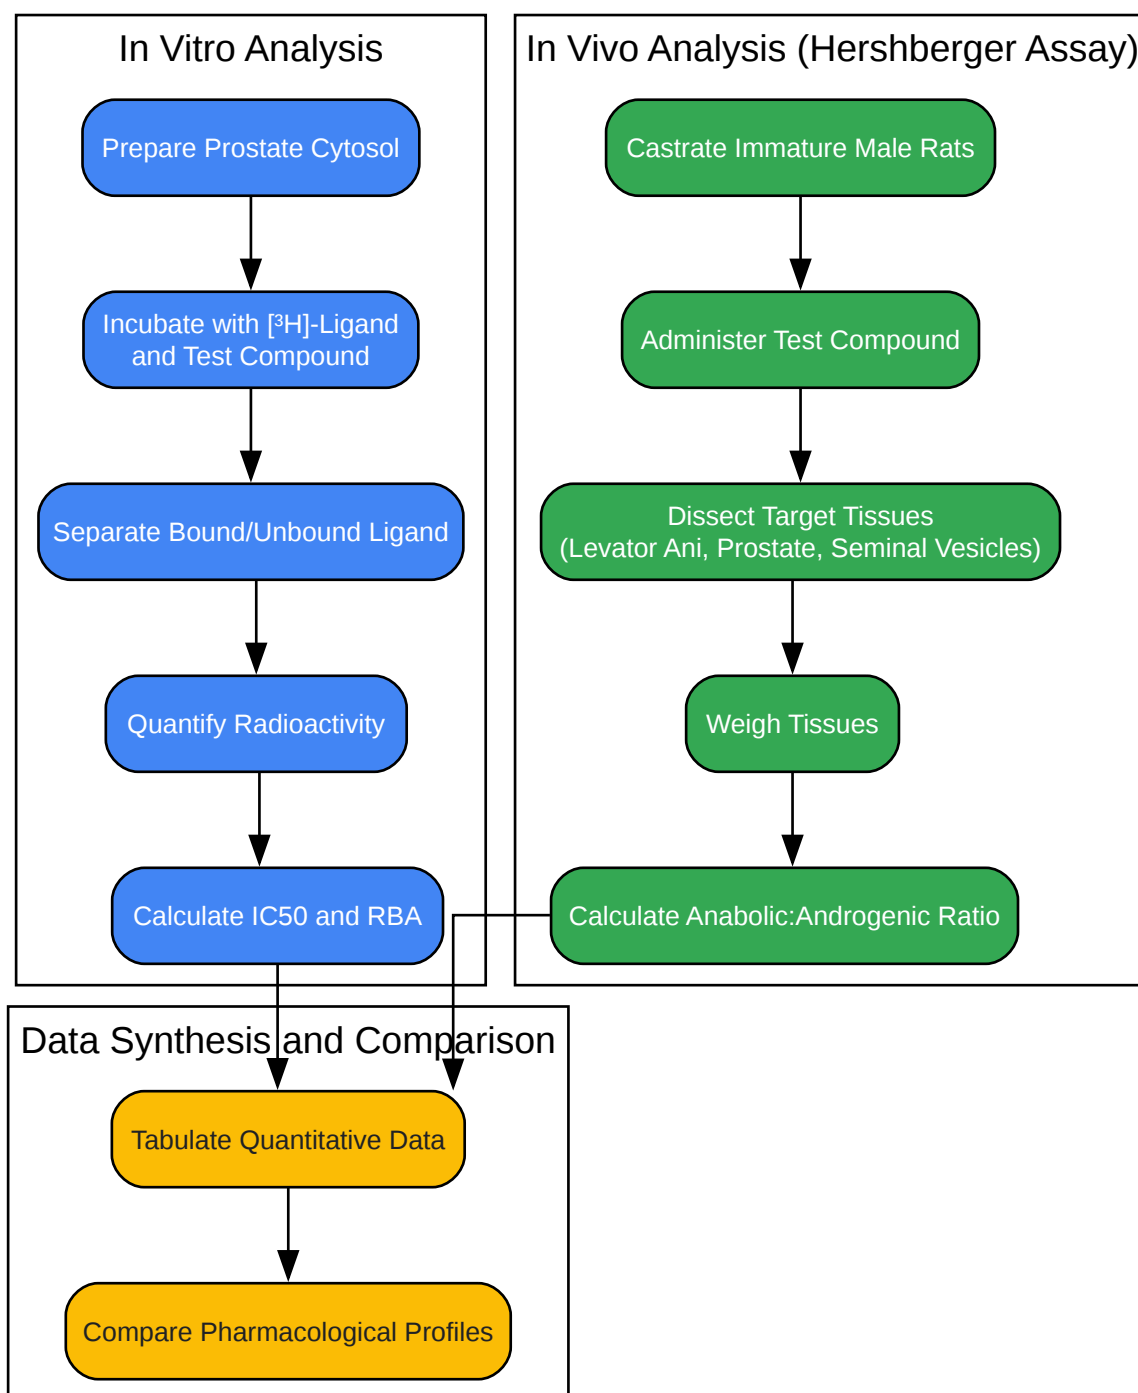 In Vitro Analysis
Prepare Prostate Cytosol
Incubate with [³H]-Ligand
and Test Compound
Separate Bound/Unbound Ligand
Quantify Radioactivity
Calculate IC50 and RBA
In Vivo Analysis (Hershberger Assay)
Castrate Immature Male Rats
Administer Test Compound
Dissect Target Tissues
(Levator Ani, Prostate, Seminal Vesicles)
Weigh Tissues
Calculate Anabolic:Androgenic Ratio
Data Synthesis and Comparison
Tabulate Quantitative Data
Compare Pharmacological Profiles